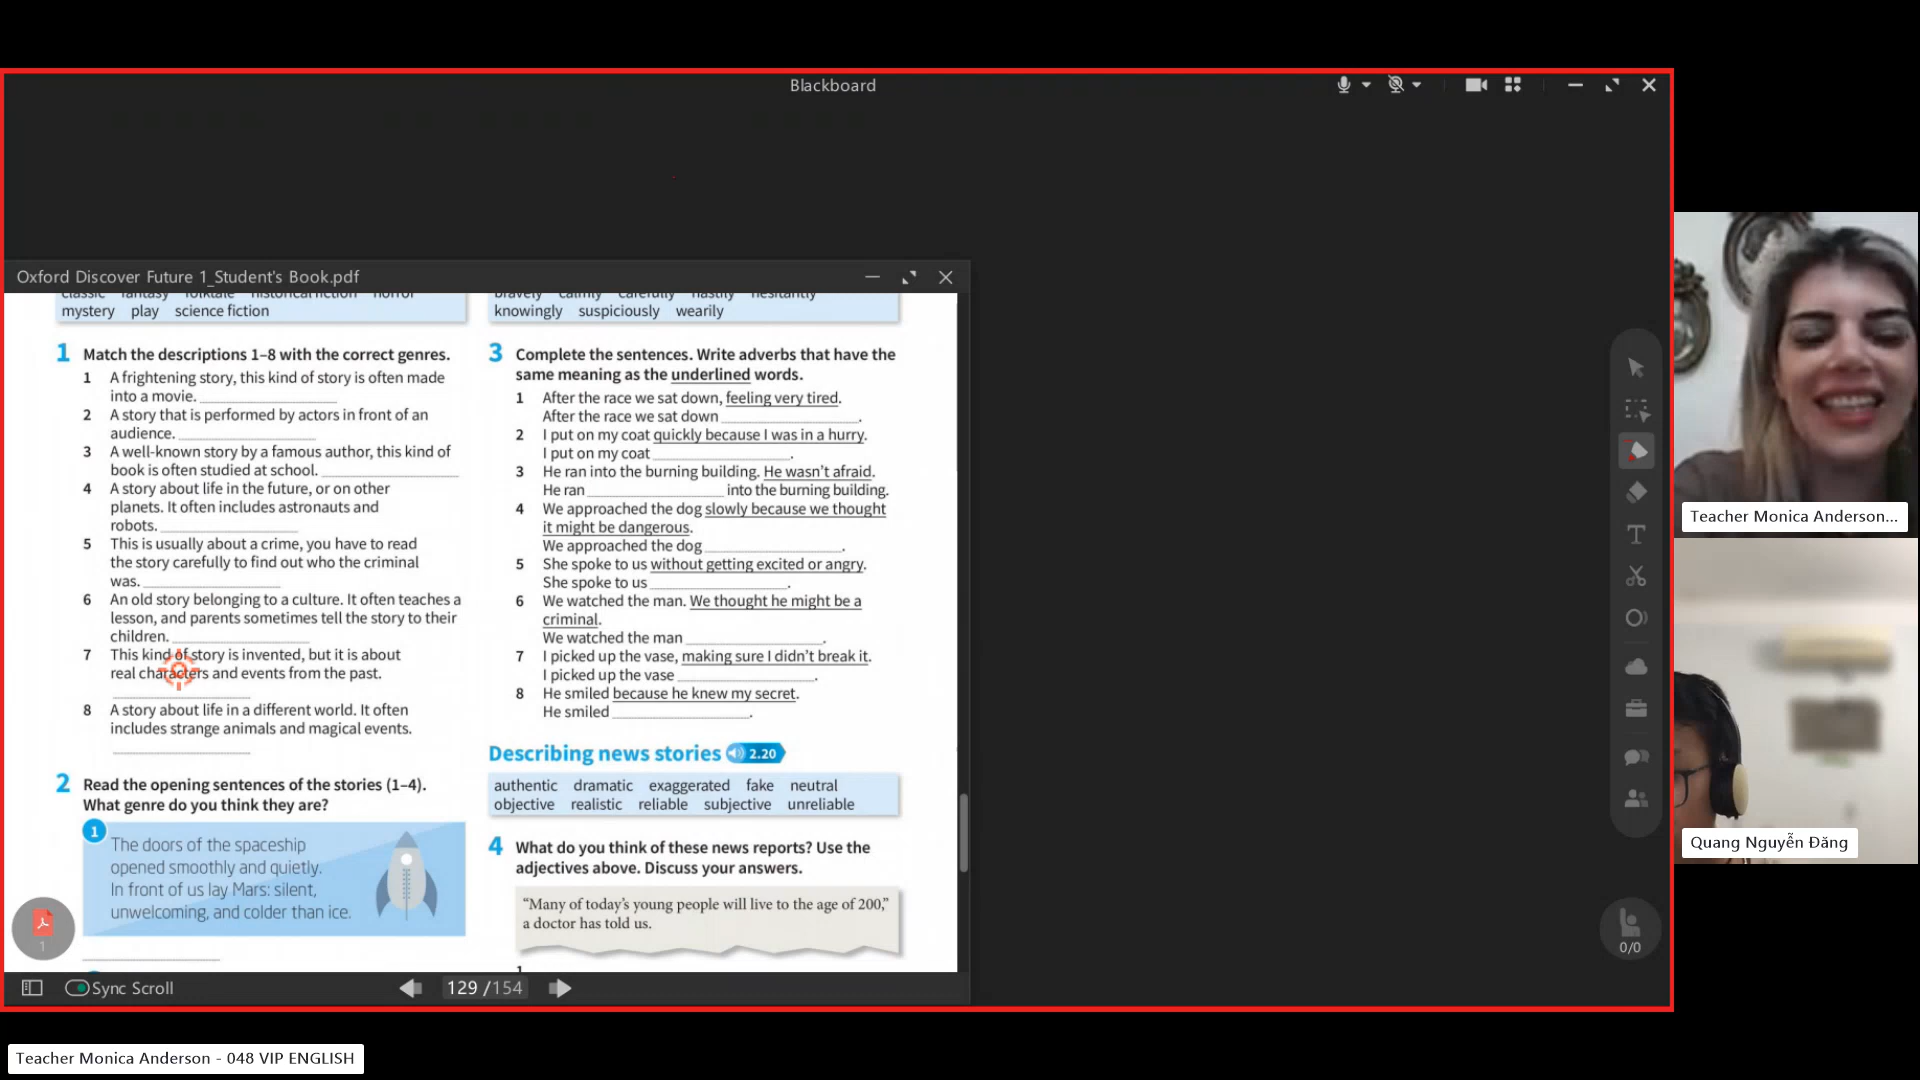 Blackboard
Oxford Discover Future 1_Student's Book.pdf
classic fantasy folktale historical fiction horror
mystery play science fiction
1 Match the descriptions 1–8 with the correct genres.
1 A frightening story, this kind of story is often made
into a movie.
2 A story that is performed by actors in front of an
audience.
3 A well-known story by a famous author, this kind of
book is often studied at school.
4 A story about life in the future, or on other
planets. It often includes astronauts and
robots.
5 This is usually about a crime, you have to read
the story carefully to find out who the criminal
was.
6 An old story belonging to a culture. It often teaches a
lesson, and parents sometimes tell the story to their
children.
7 This kind of story is invented, but it is about
real characters and events from the past.
8 A story about life in a different world. It often
includes strange animals and magical events.
2 Read the opening sentences of the stories (1–4).
What genre do you think they are?
1
The doors of the spaceship
opened smoothly and quietly.
In front of us lay Mars: silent,
unwelcoming, and colder than ice.
bravely calmly carefully hastily hesitantly
knowingly suspiciously wearily
3 Complete the sentences. Write adverbs that have the
same meaning as the underlined words.
1 After the race we sat down, feeling very tired.
After the race we sat down .
2 I put on my coat quickly because I was in a hurry.
I put on my coat .
3 He ran into the burning building. He wasn't afraid.
He ran into the burning building.
4 We approached the dog slowly because we thought
it might be dangerous.
We approached the dog .
5 She spoke to us without getting excited or angry.
She spoke to us .
6 We watched the man. We thought he might be a
criminal.
We watched the man .
7 I picked up the vase, making sure I didn't break it.
I picked up the vase .
8 He smiled because he knew my secret.
He smiled .
Describing news stories 2.20
authentic dramatic exaggerated fake neutral
objective realistic reliable subjective unreliable
4 What do you think of these news reports? Use the
adjectives above. Discuss your answers.
“Many of today’s young people will live to the age of 200,”
a doctor has told us.
1
1
Sync Scroll
129 /154
0/0
Teacher Monica Anderson...
Quang Nguyễn Đăng
Teacher Monica Anderson - 048 VIP ENGLISH